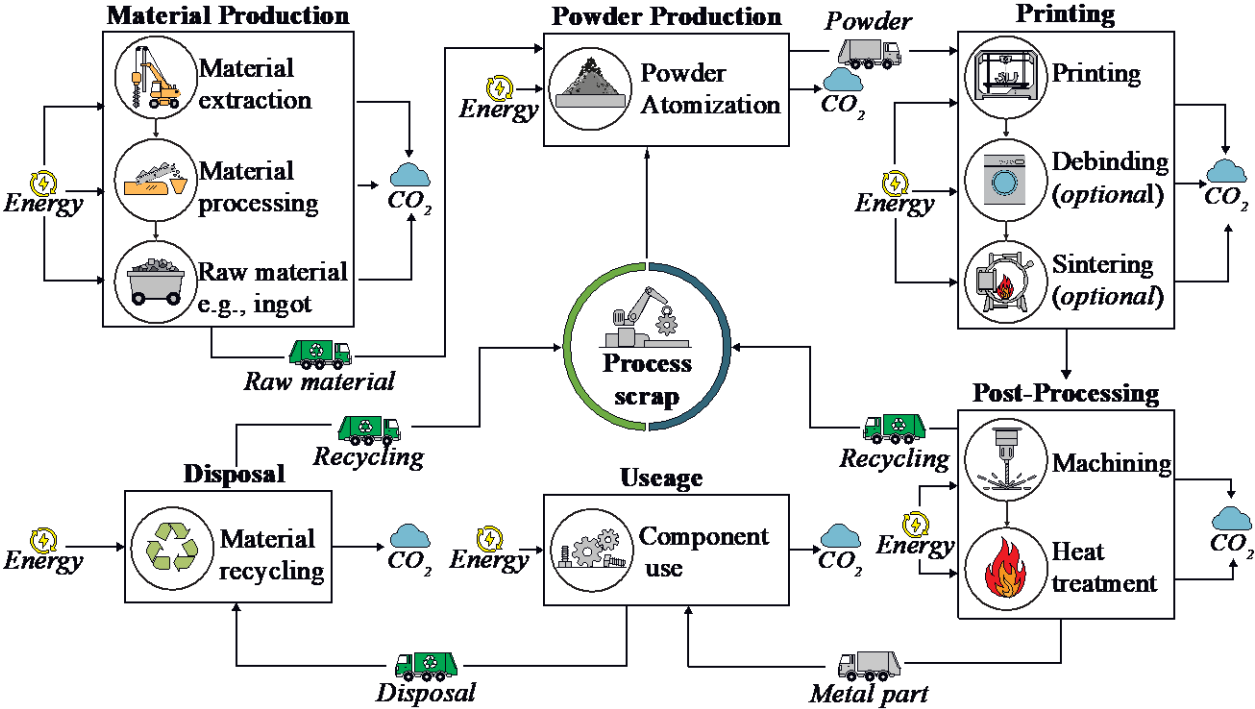 Material Production
Material
extraction
Material
processing
Raw material
e.g., ingot
Energy
CO2
Raw material
Powder Production
Powder
Atomization
Energy
Powder
CO2
Printing
Printing
Debinding
(optional)
Sintering
(optional)
Energy
CO2
Process
scrap
Recycling
Recycling
Disposal
Material
recycling
Energy
CO2
Useage
Component
use
Energy
CO2
Post-Processing
Machining
Heat
treatment
Energy
CO2
Disposal
Metal part